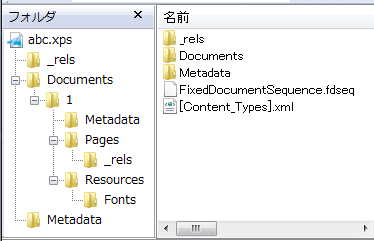 フォルダ
abc.xps
_rels
Documents
1
Metadata
Pages
_rels
Resources
Fonts
Metadata
名前
_rels
Documents
Metadata
FixedDocumentSequence.fdseq
[Content_Types].xml